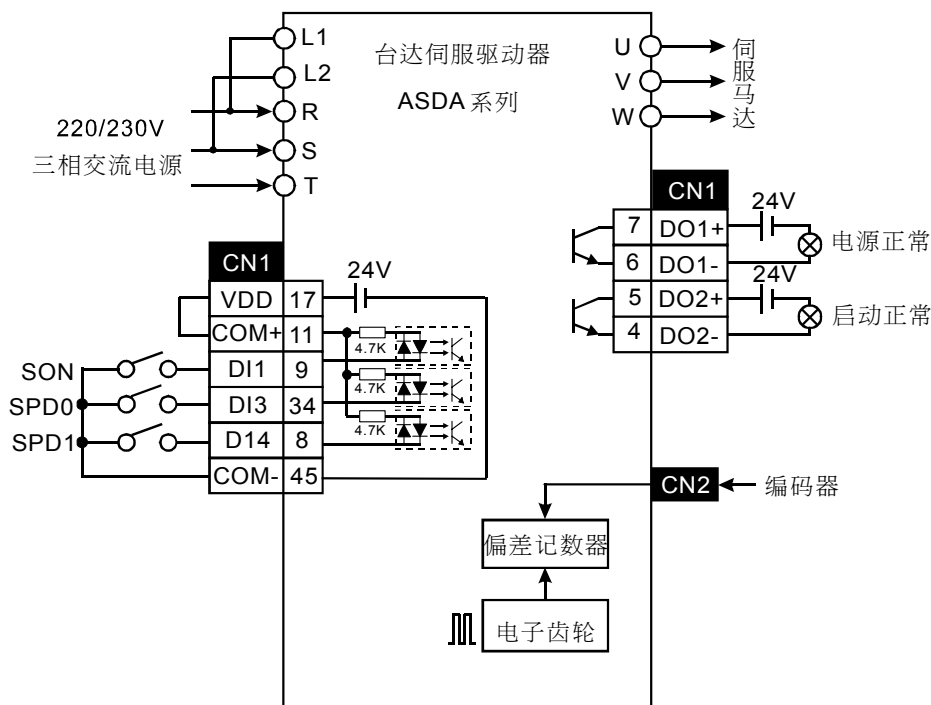 台达伺服驱动器
ASDA 系列
L1
L2
R
S
T
220/230V
三相交流电源
U
V
W
伺服马达
CN1
7 DO1+
6 DO1-
5 DO2+
4 DO2-
24V
电源正常
24V
启动正常
CN1
VDD 17
COM+ 11
DI1 9
DI3 34
D14 8
COM- 45
24V
4.7K
4.7K
4.7K
SON
SPD0
SPD1
CN2
编码器
偏差记数器
电子齿轮